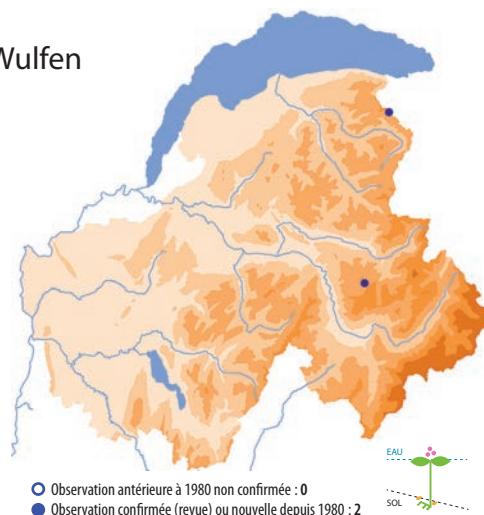 Wulfen
EAU
SOL
Observation antérieure à 1980 non confirmée : 0
Observation confirmée (revue) ou nouvelle depuis 1980 : 2